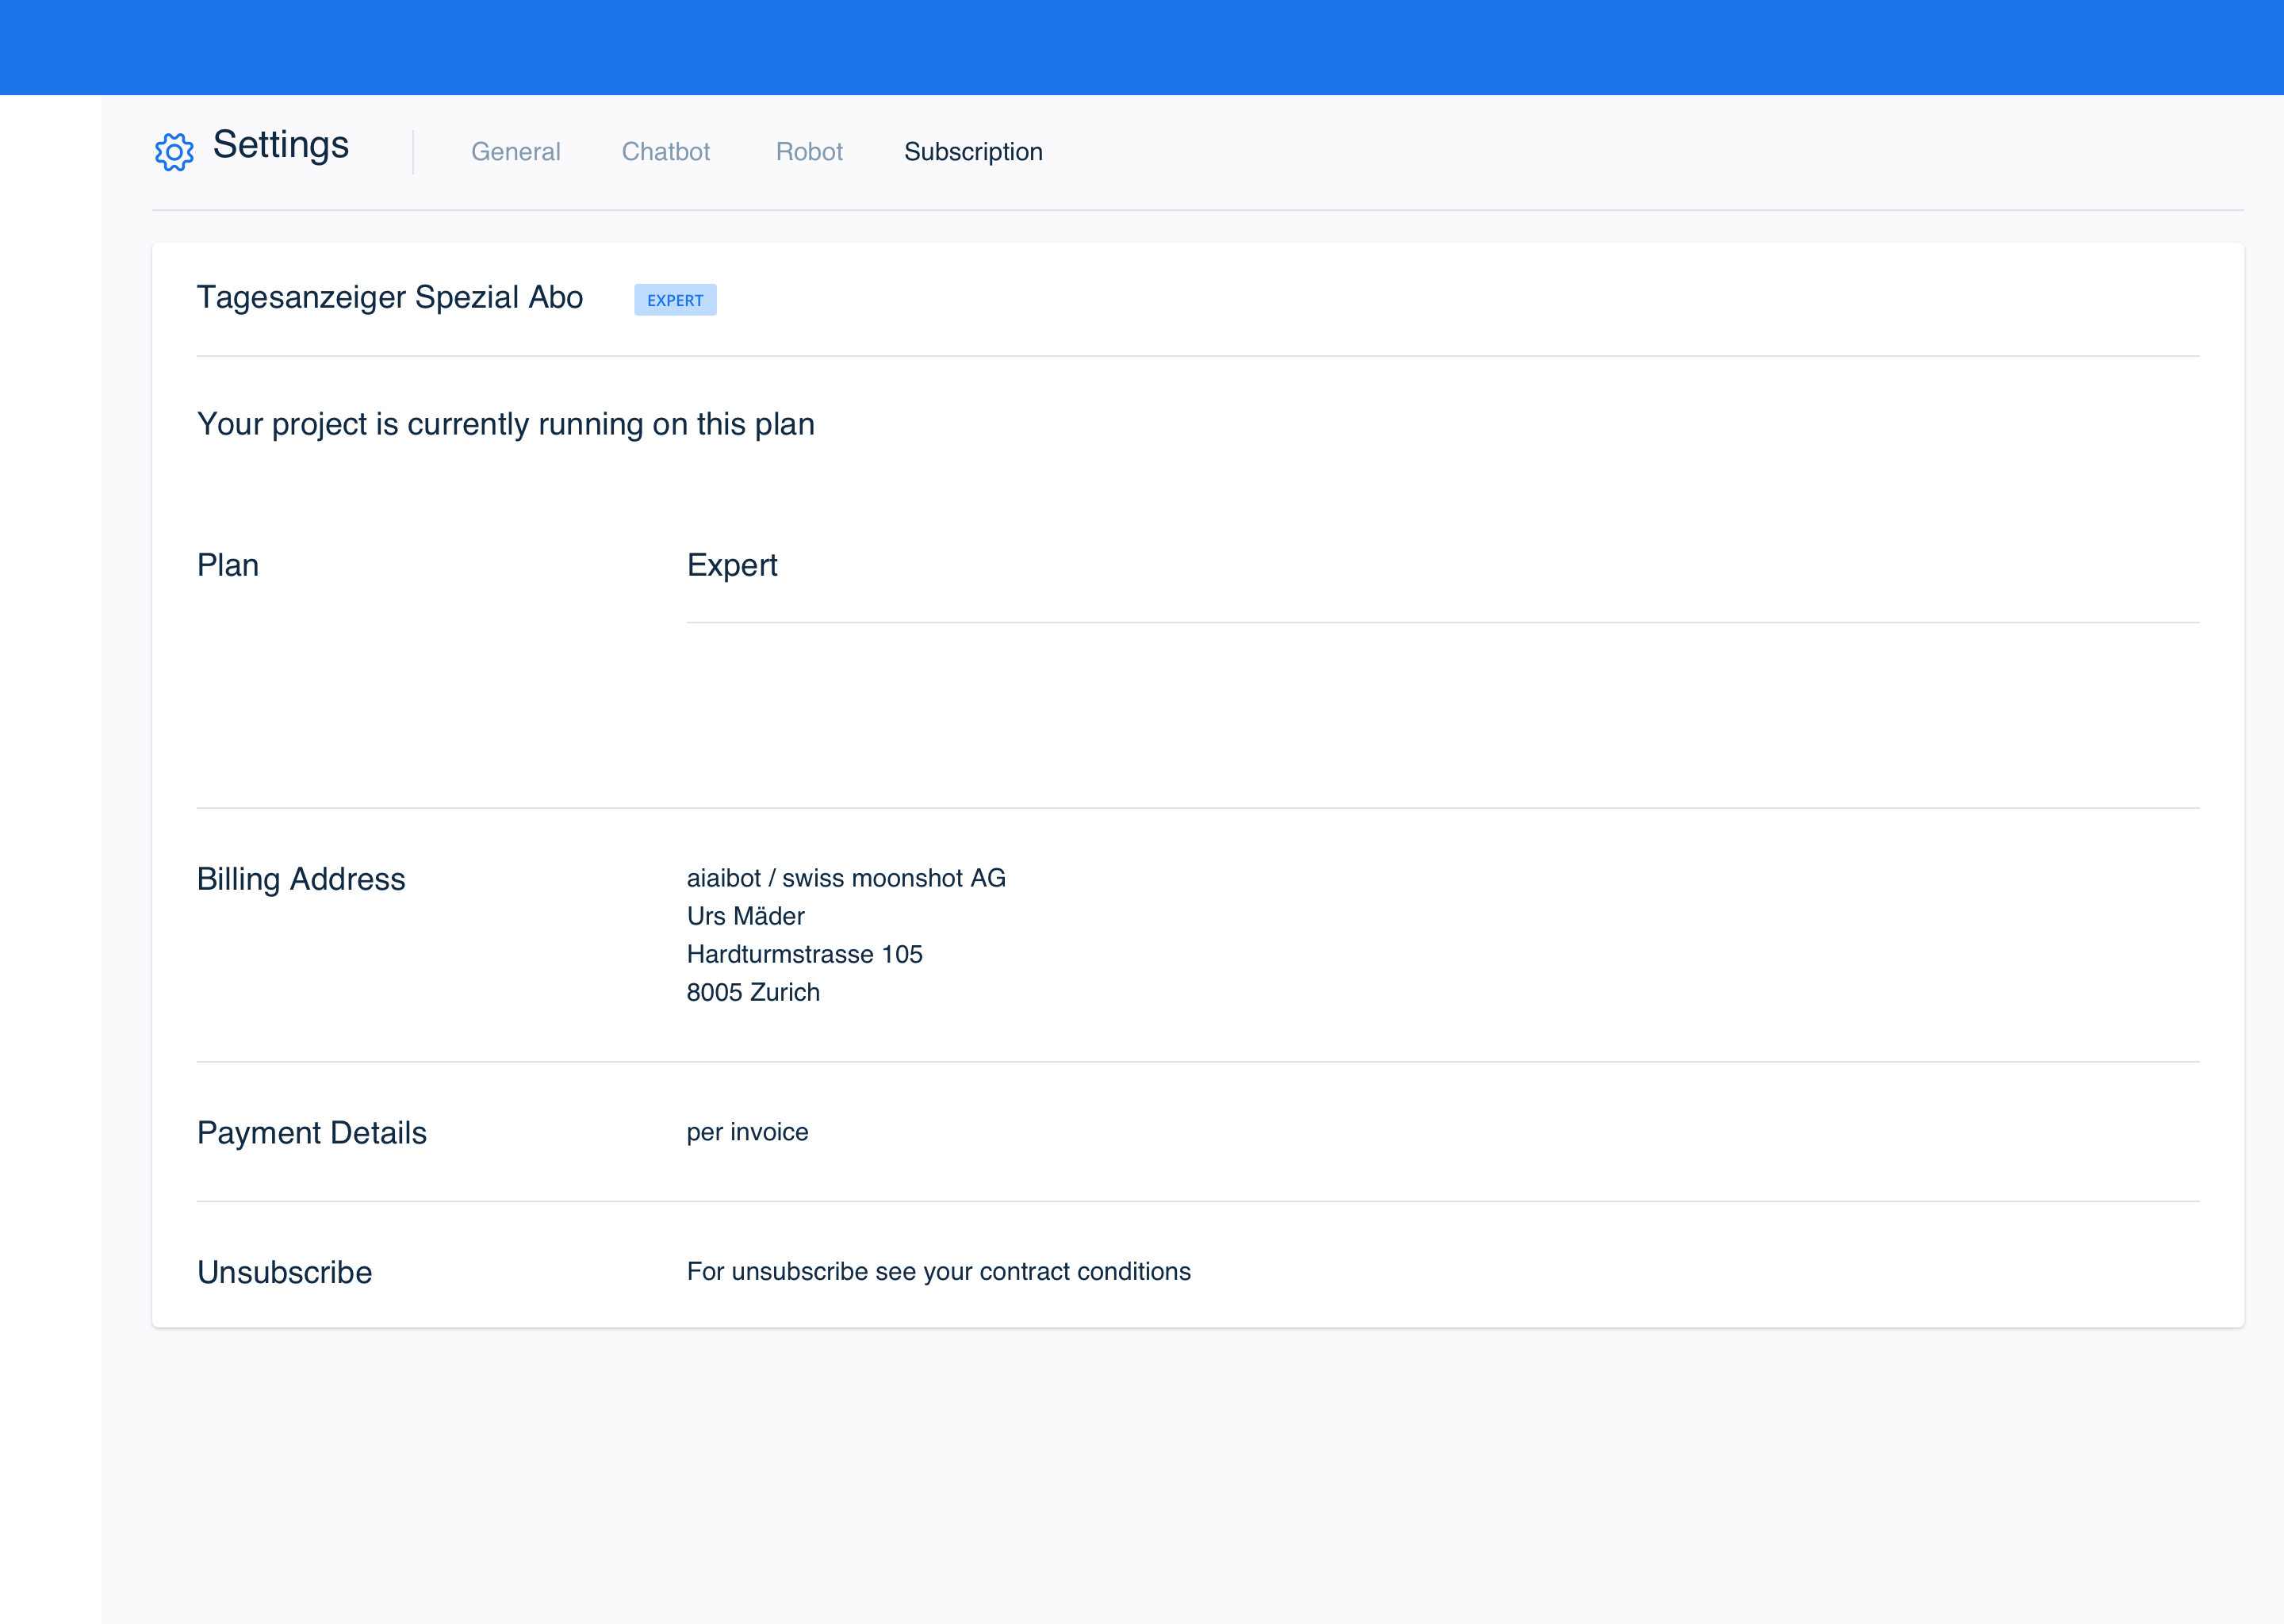 Settings
General
Chatbot
Robot
Subscription
Tagesanzeiger Spezial Abo
EXPERT
Your project is currently running on this plan
Plan
Expert
Billing Address
aiaibot / swiss moonshot AG
Urs Mäder
Hardturmstrasse 105
8005 Zurich
Payment Details
per invoice
Unsubscribe
For unsubscribe see your contract conditions